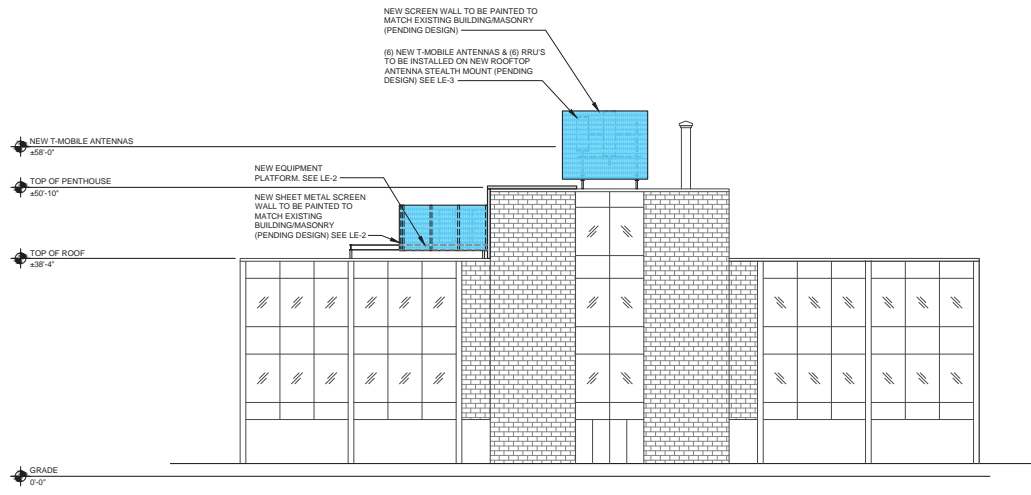 NEW SCREEN WALL TO BE PAINTED TO
MATCH EXISTING BUILDING/MASONRY
(PENDING DESIGN)
(6) NEW T-MOBILE ANTENNAS & (6) RRU'S
TO BE INSTALLED ON NEW ROOFTOP
ANTENNA STEALTH MOUNT (PENDING
DESIGN) SEE LE-3
NEW T-MOBILE ANTENNAS
±58'-0"
TOP OF PENTHOUSE
±50'-10"
NEW EQUIPMENT
PLATFORM. SEE LE-2
NEW SHEET METAL SCREEN
WALL TO BE PAINTED TO
MATCH EXISTING
BUILDING/MASONRY
(PENDING DESIGN) SEE LE-2
TOP OF ROOF
±38'-4"
GRADE
0'-0"